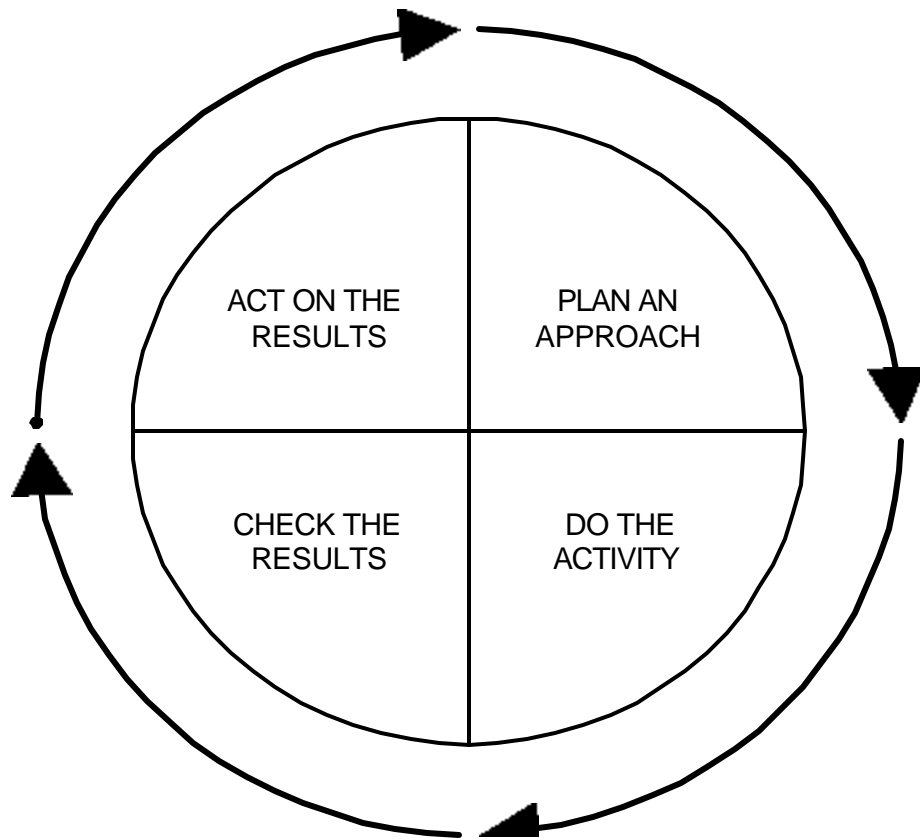 ACT ON THE
RESULTS
PLAN AN
APPROACH
CHECK THE
RESULTS
DO THE
ACTIVITY